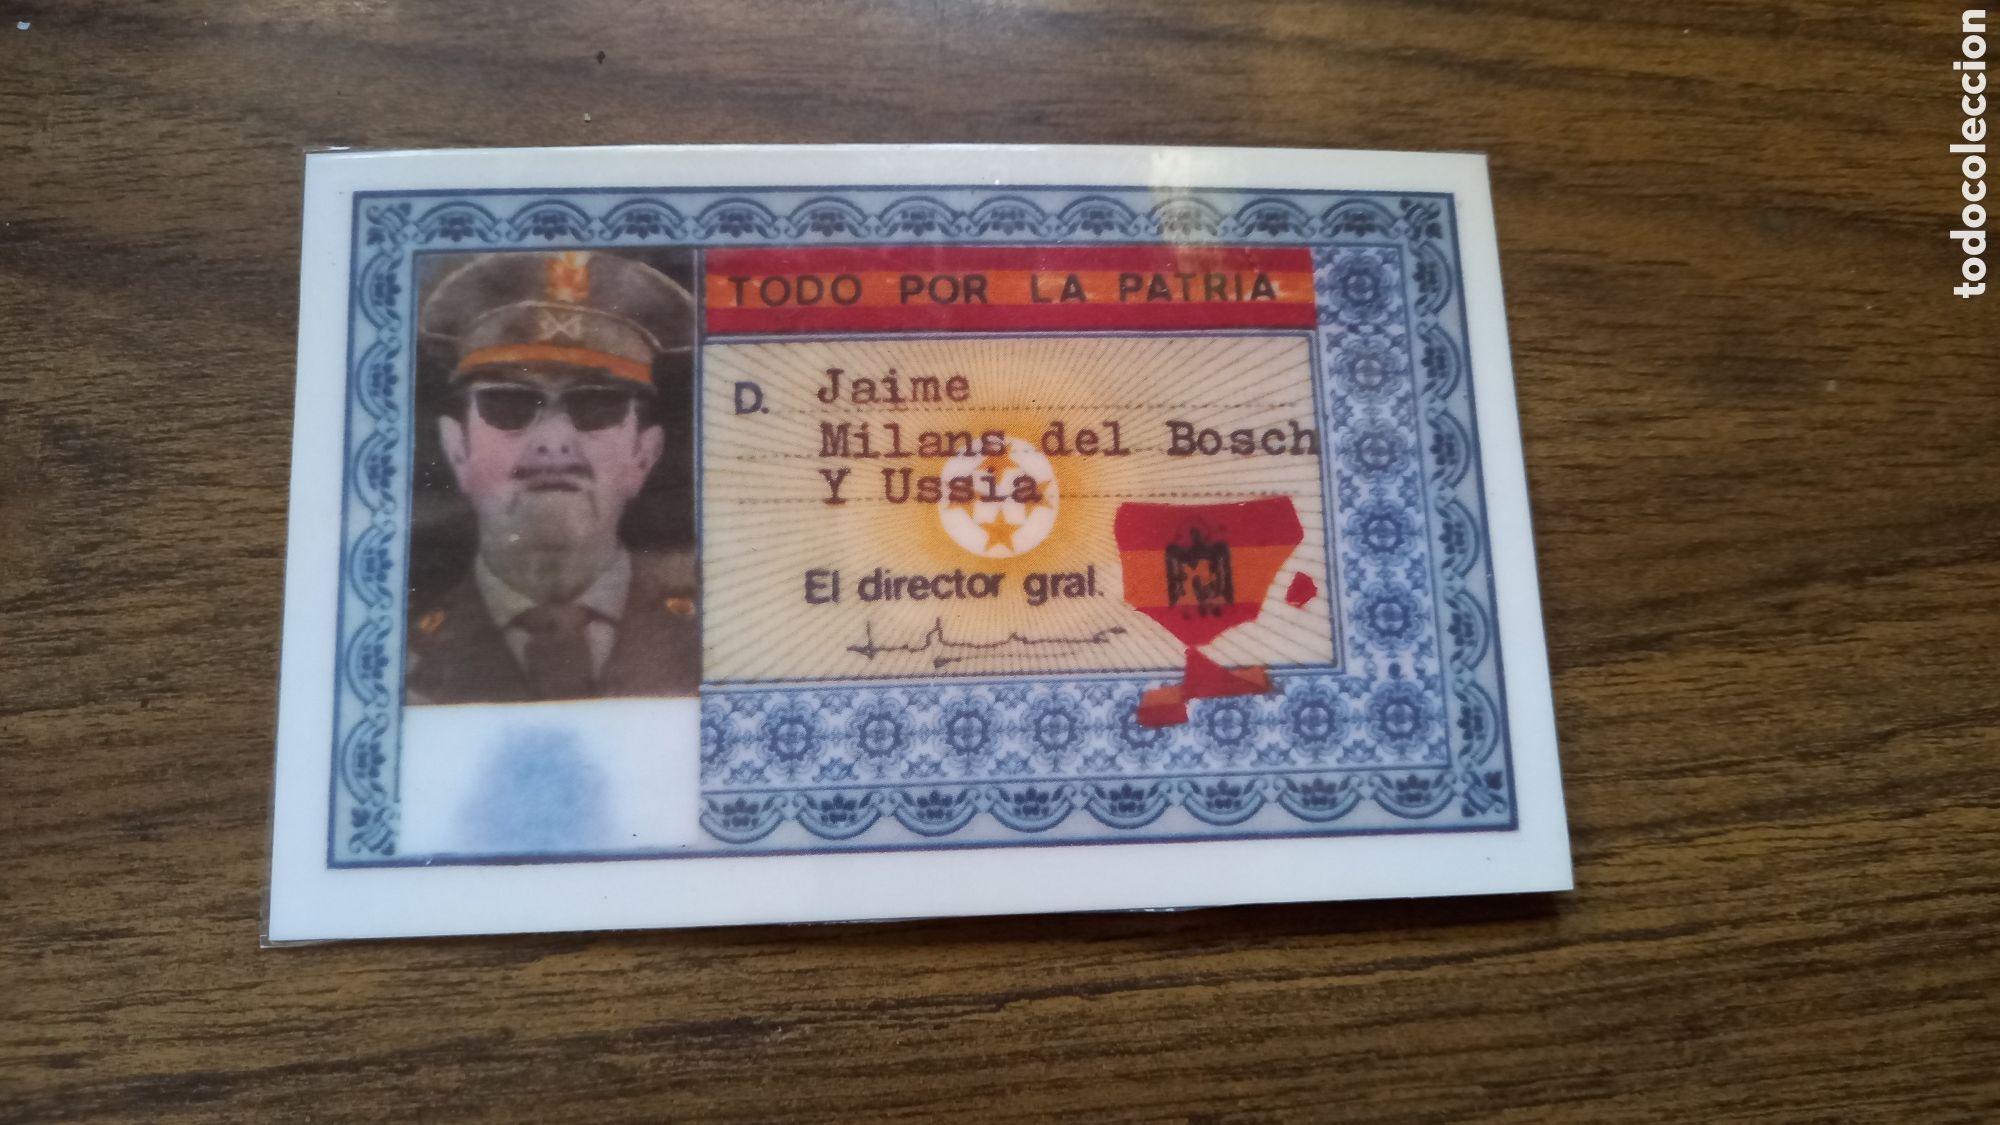 TODO POR LA PATRIA
D. Jaime
Milans del Bosch
Y Ussia
El director gral.
todocoleccion